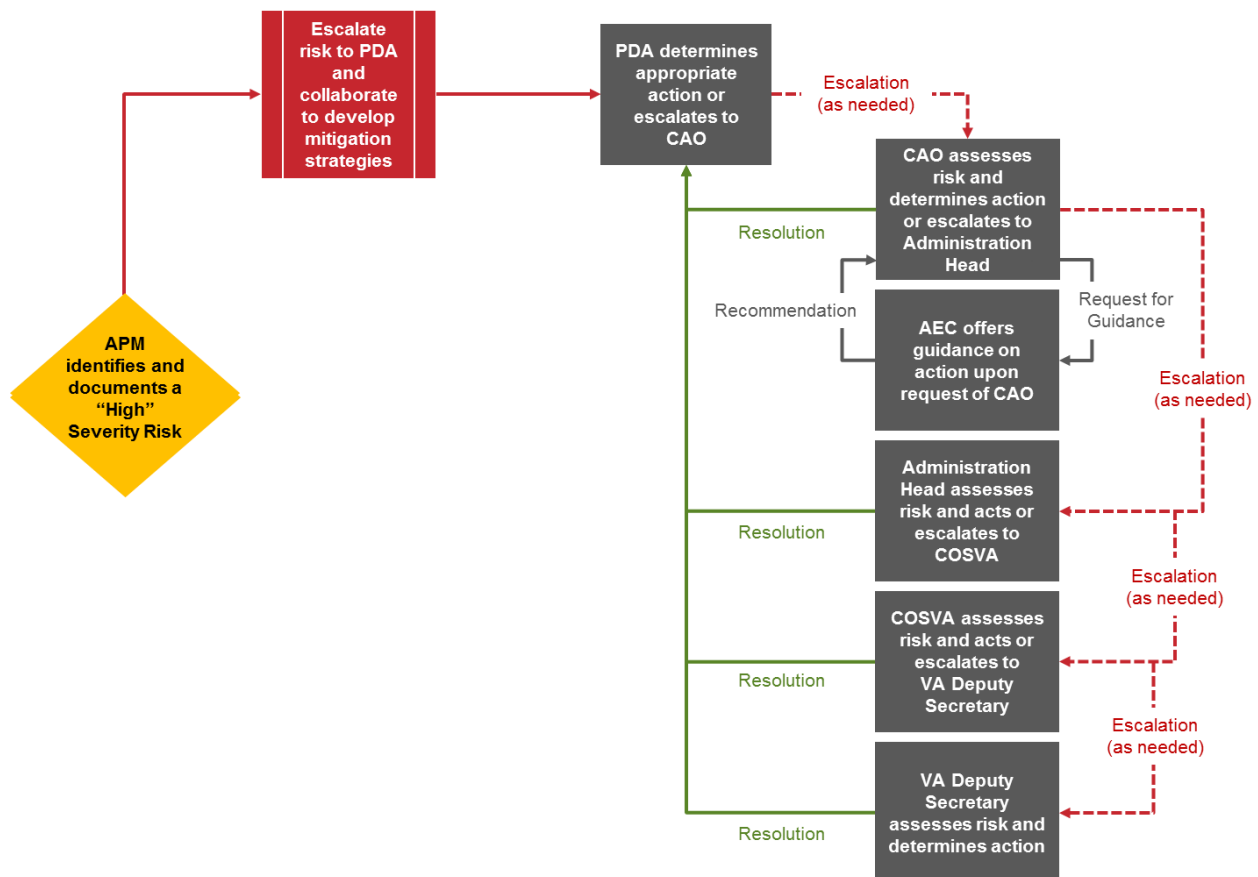 Escalate
risk to PDA
and
collaborate
to develop
mitigation
strategies
PDA determines
appropriate
action or
escalates to
CAO
Escalation
(as needed)
CAO assesses
risk and
determines action
or escalates to
Administration
Head
Resolution
Recommendation
Request for
Guidance
AEC offers
guidance on
action upon
request of CAO
APM
identifies and
documents a
“High”
Severity Risk
Escalation
(as needed)
Administration
Head assesses
risk and acts or
escalates to
COSVA
Resolution
Escalation
(as needed)
COSVA assesses
risk and acts or
escalates to
VA Deputy
Secretary
Resolution
Escalation
(as needed)
VA Deputy
Secretary
assesses risk and
determines action
Resolution